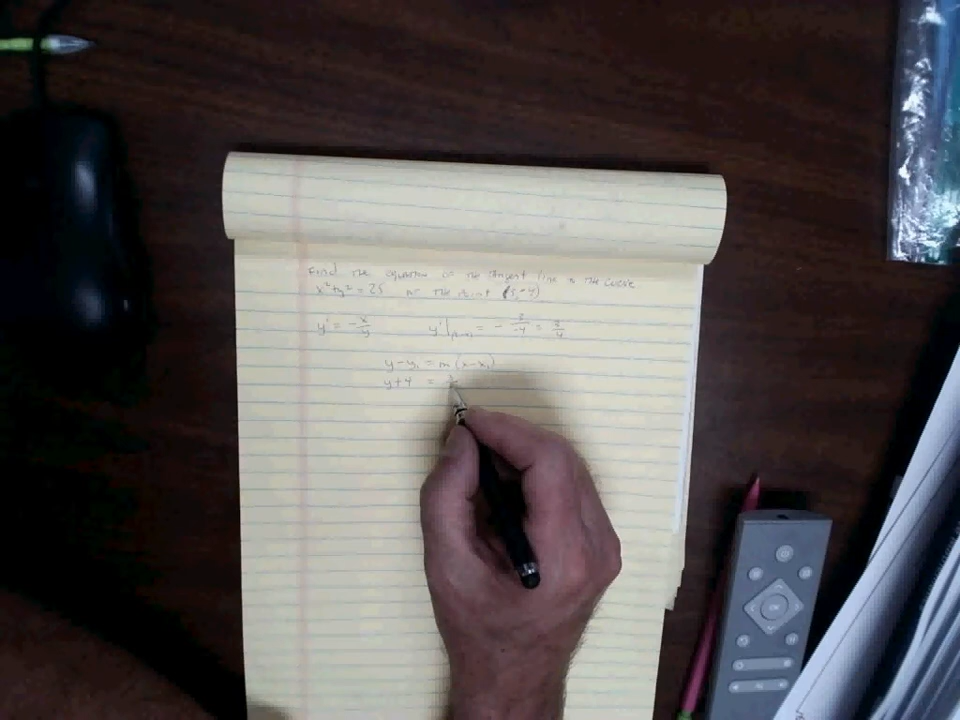 Find the equation of the tangent line to the curve
x² + y² = 25 at the point (3, -4)
y' = -x/y    y'|(3,-4) = - 3/-4 = 3/4
y - y₁ = m (x - x₁)
y + 4 = 3/